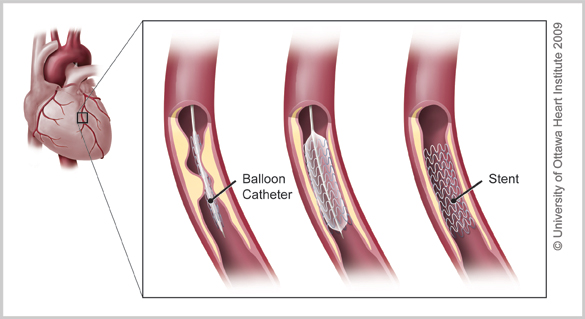 Balloon
Catheter
Stent
© University of Ottawa Heart Institute 2009